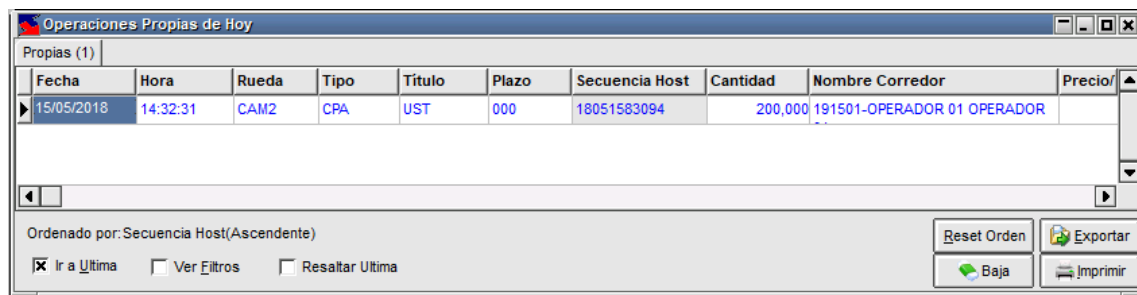 Operaciones Propias de Hoy
Propias (1)
Fecha Hora Rueda Tipo Título Plazo Secuencia Host Cantidad Nombre Corredor Precio/
15/05/2018 14:32:31 CAM2 CPA UST 000 18051583094 200,000 191501-OPERADOR 01 OPERADOR
Ordenado por: Secuencia Host(Ascendente)
Reset Orden Exportar
Ir a Ultima Ver Filtros Resaltar Ultima
Baja Imprimir